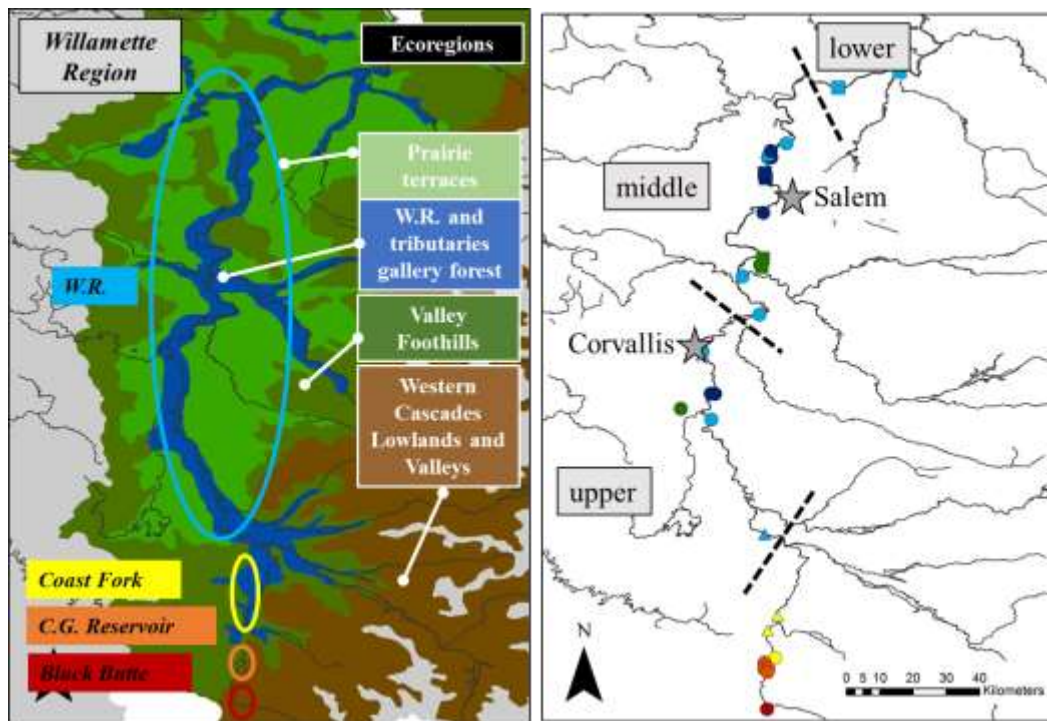 Willamette
Region
Ecoregions
Prairie
terraces
W.R. and
tributaries
gallery forest
W.R.
Valley
Foothills
Western
Cascades
Lowlands and
Valleys
Coast Fork
C.G. Reservoir
Black Butte
lower
middle
Salem
Corvallis
upper
N
0 5 10 20 30 40
Kilometers